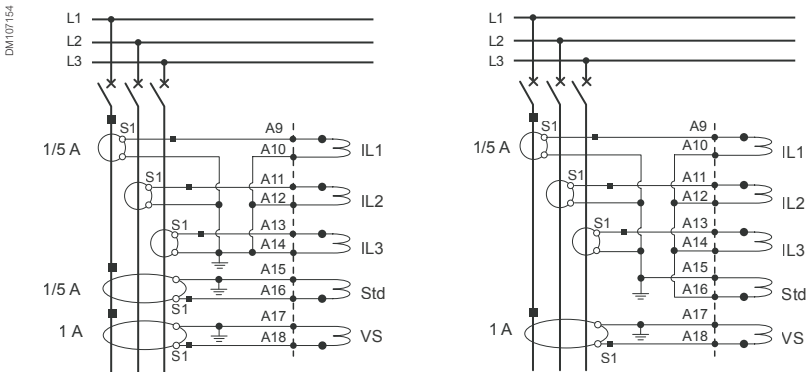 DM107154
L1
L2
L3
S1
A9
1/5 A
A10
IL1
S1
A11
A12
IL2
S1
A13
A14
IL3
A15
1/5 A
A16
Std
S1
A17
1 A
A18
VS
S1
L1
L2
L3
S1
A9
1/5 A
A10
IL1
S1
A11
A12
IL2
S1
A13
A14
IL3
A15
A16
Std
A17
1 A
A18
VS
S1